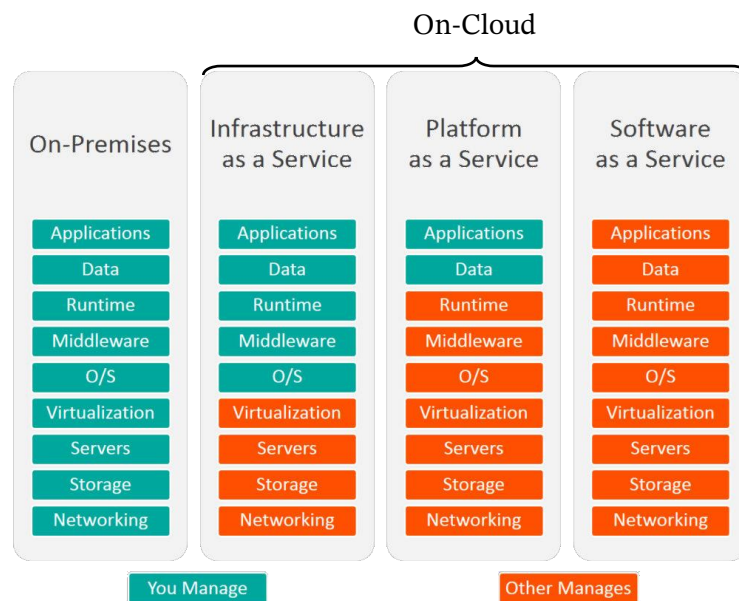 On-Cloud
On-Premises
Applications
Data
Runtime
Middleware
O/S
Virtualization
Servers
Storage
Networking
Infrastructure
as a Service
Applications
Data
Runtime
Middleware
O/S
Virtualization
Servers
Storage
Networking
Platform
as a Service
Applications
Data
Runtime
Middleware
O/S
Virtualization
Servers
Storage
Networking
Software
as a Service
Applications
Data
Runtime
Middleware
O/S
Virtualization
Servers
Storage
Networking
You Manage
Other Manages